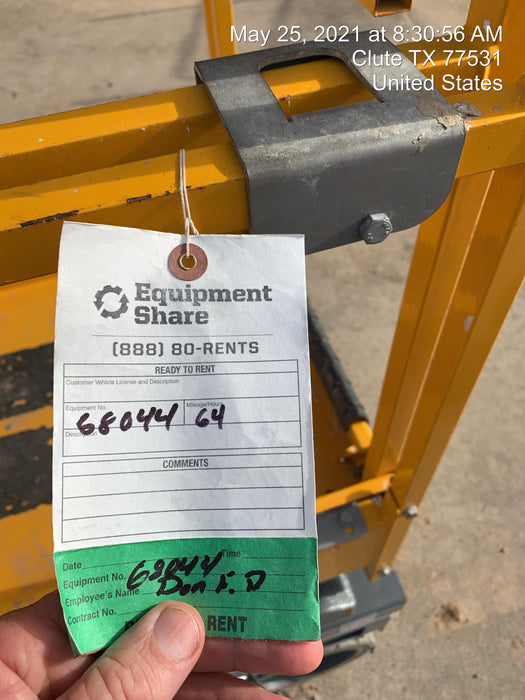 May 25, 2021 at 8:30:56 AM
Clute TX 77531
United States
Equipment
Share
(888) 80-RENTS
READY TO RENT
Customer Vehicle License and Description
Equipment No. Mileage/Hours
68044 64
Description
COMMENTS
Date Time
Equipment No. 68044
Employee's Name Don F. D
Contract No.
RENT